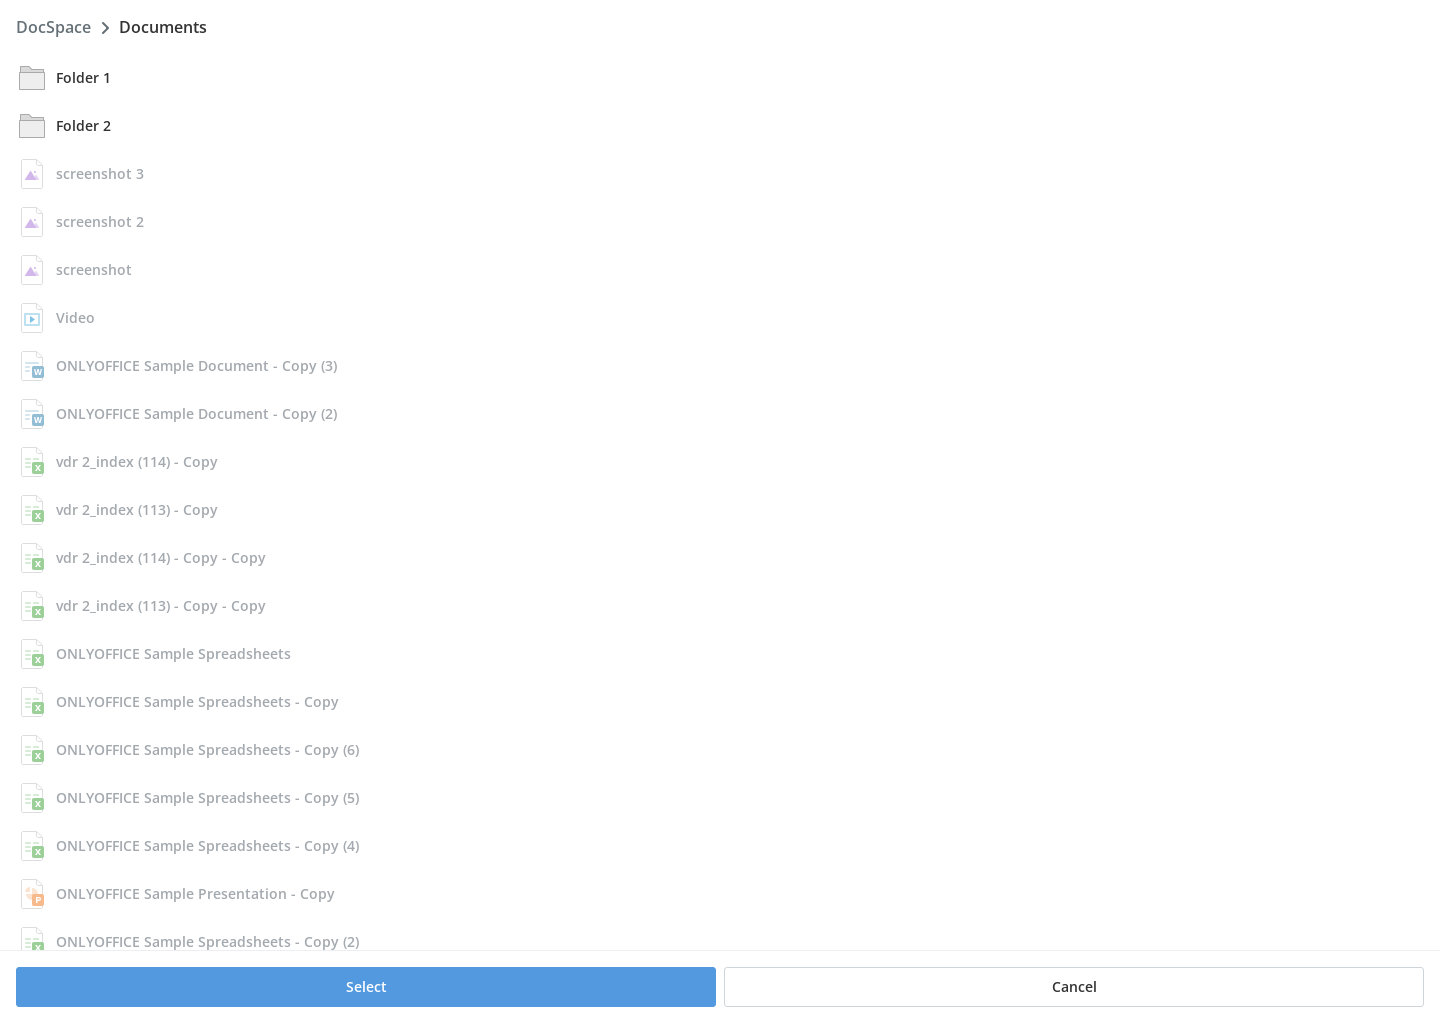 DocSpace > Documents
Folder 1
Folder 2
screenshot 3
screenshot 2
screenshot
Video
ONLYOFFICE Sample Document - Copy (3)
ONLYOFFICE Sample Document - Copy (2)
vdr 2_index (114) - Copy
vdr 2_index (113) - Copy
vdr 2_index (114) - Copy - Copy
vdr 2_index (113) - Copy - Copy
ONLYOFFICE Sample Spreadsheets
ONLYOFFICE Sample Spreadsheets - Copy
ONLYOFFICE Sample Spreadsheets - Copy (6)
ONLYOFFICE Sample Spreadsheets - Copy (5)
ONLYOFFICE Sample Spreadsheets - Copy (4)
ONLYOFFICE Sample Presentation - Copy
ONLYOFFICE Sample Spreadsheets - Copy (2)
Select Cancel